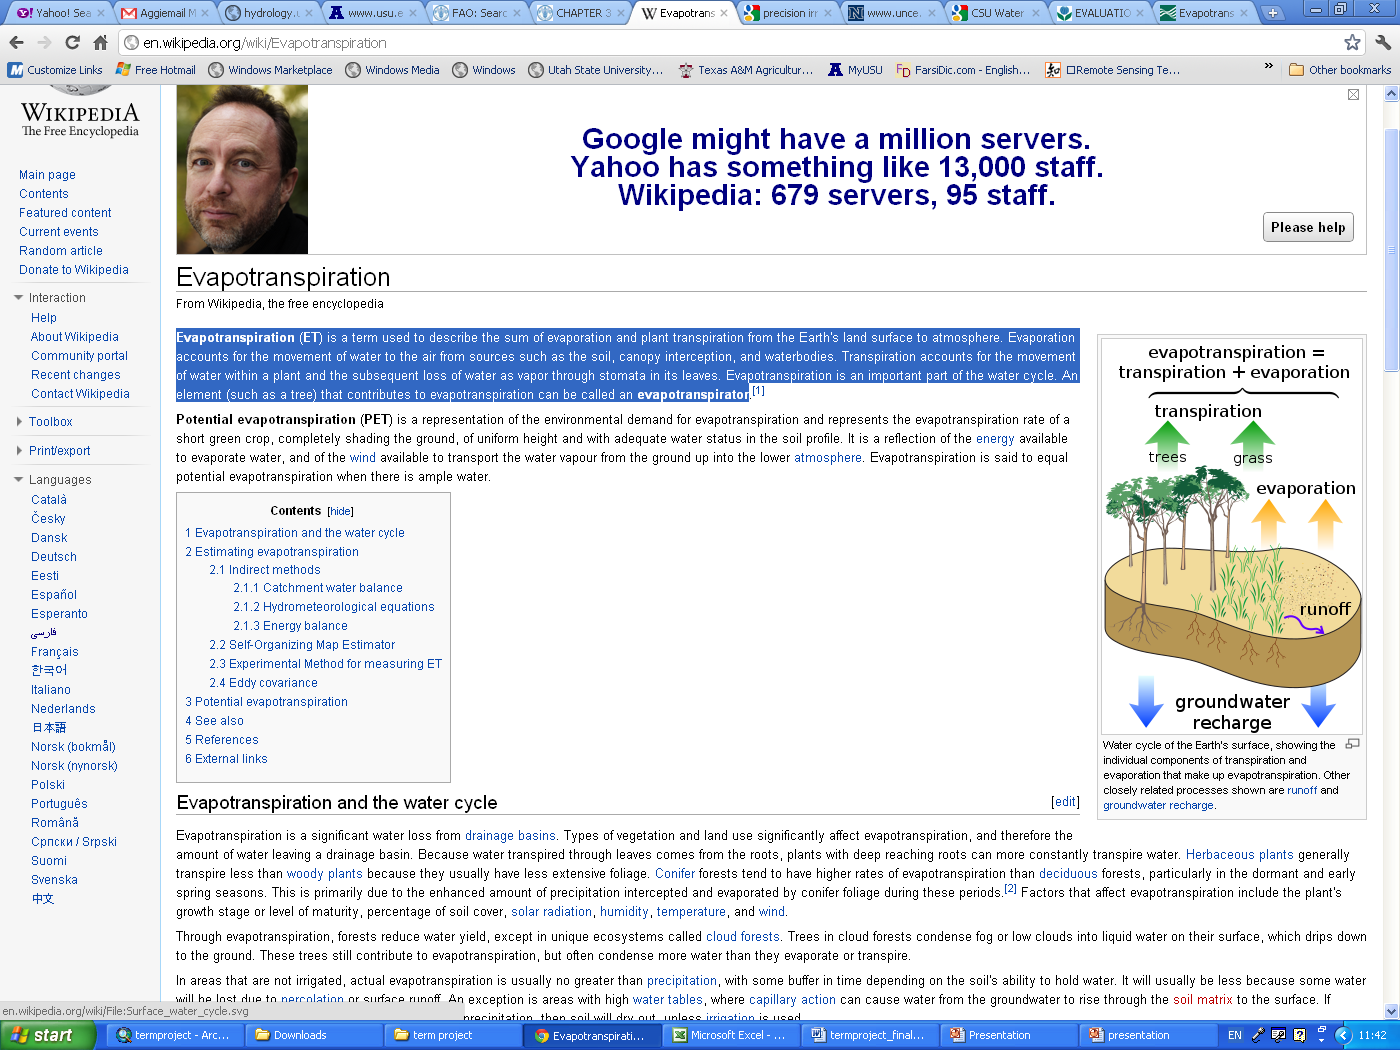 Yahoo! Sea
Aggiemail M
hydrology.u
www.usu.e
FAO: Searc
CHAPTER 3
Evapotrans
precision irr
www.unce.
CSU Water
EVALUATIO
Evapotrans
en.wikipedia.org/wiki/Evapotranspiration
Customize Links
Free Hotmail
Windows Marketplace
Windows Media
Windows
Utah State University...
Texas A&M Agricultur...
MyUSU
FarsiDic.com - English...
Remote Sensing Te...
»
Other bookmarks
WIKIPEDIA
The Free Encyclopedia
Main page
Contents
Featured content
Current events
Random article
Donate to Wikipedia
Interaction
Help
About Wikipedia
Community portal
Recent changes
Contact Wikipedia
Toolbox
Print/export
Languages
Català
Česky
Dansk
Deutsch
Eesti
Español
Esperanto
فارسی
Français
한국어
Italiano
Nederlands
日本語
Norsk (bokmål)
Norsk (nynorsk)
Polski
Português
Română
Српски / Srpski
Suomi
Svenska
中文
Google might have a million servers.
Yahoo has something like 13,000 staff.
Wikipedia: 679 servers, 95 staff.
Please help
Evapotranspiration
From Wikipedia, the free encyclopedia
Evapotranspiration (ET) is a term used to describe the sum of evaporation and plant transpiration from the Earth's land surface to atmosphere. Evaporation
accounts for the movement of water to the air from sources such as the soil, canopy interception, and waterbodies. Transpiration accounts for the movement
of water within a plant and the subsequent loss of water as vapor through stomata in its leaves. Evapotranspiration is an important part of the water cycle. An
element (such as a tree) that contributes to evapotranspiration can be called an evapotranspirator.[1]
Potential evapotranspiration (PET) is a representation of the environmental demand for evapotranspiration and represents the evapotranspiration rate of a
short green crop, completely shading the ground, of uniform height and with adequate water status in the soil profile. It is a reflection of the energy available
to evaporate water, and of the wind available to transport the water vapour from the ground up into the lower atmosphere. Evapotranspiration is said to equal
potential evapotranspiration when there is ample water.
Contents [hide]
1 Evapotranspiration and the water cycle
2 Estimating evapotranspiration
2.1 Indirect methods
2.1.1 Catchment water balance
2.1.2 Hydrometeorological equations
2.1.3 Energy balance
2.2 Self-Organizing Map Estimator
2.3 Experimental Method for measuring ET
2.4 Eddy covariance
3 Potential evapotranspiration
4 See also
5 References
6 External links
evapotranspiration =
transpiration + evaporation
transpiration
trees
grass
evaporation
runoff
groundwater
recharge
Water cycle of the Earth's surface, showing the
individual components of transpiration and
evaporation that make up evapotranspiration. Other
closely related processes shown are runoff and
groundwater recharge.
Evapotranspiration and the water cycle
[edit]
Evapotranspiration is a significant water loss from drainage basins. Types of vegetation and land use significantly affect evapotranspiration, and therefore the
amount of water leaving a drainage basin. Because water transpired through leaves comes from the roots, plants with deep reaching roots can more constantly transpire water. Herbaceous plants generally
transpire less than woody plants because they usually have less extensive foliage. Conifer forests tend to have higher rates of evapotranspiration than deciduous forests, particularly in the dormant and early
spring seasons. This is primarily due to the enhanced amount of precipitation intercepted and evaporated by conifer foliage during these periods.[2] Factors that affect evapotranspiration include the plant's
growth stage or level of maturity, percentage of soil cover, solar radiation, humidity, temperature, and wind.
Through evapotranspiration, forests reduce water yield, except in unique ecosystems called cloud forests. Trees in cloud forests condense fog or low clouds into liquid water on their surface, which drips down
to the ground. These trees still contribute to evapotranspiration, but often condense more water than they evaporate or transpire.
In areas that are not irrigated, actual evapotranspiration is usually no greater than precipitation, with some buffer in time depending on the soil's ability to hold water. It will usually be less because some water
will be lost due to percolation or surface runoff. An exception is areas with high water tables, where capillary action can cause water from the groundwater to rise through the soil matrix to the surface. If
precipitation, then soil will dry out, unless irrigation is used.
en.wikipedia.org/wiki/File:Surface_water_cycle.svg
start
termproject - Arc...
Downloads
term project
Evapotranspirati...
Microsoft Excel - ...
termproject_final...
Presentation
presentation
EN
11:42